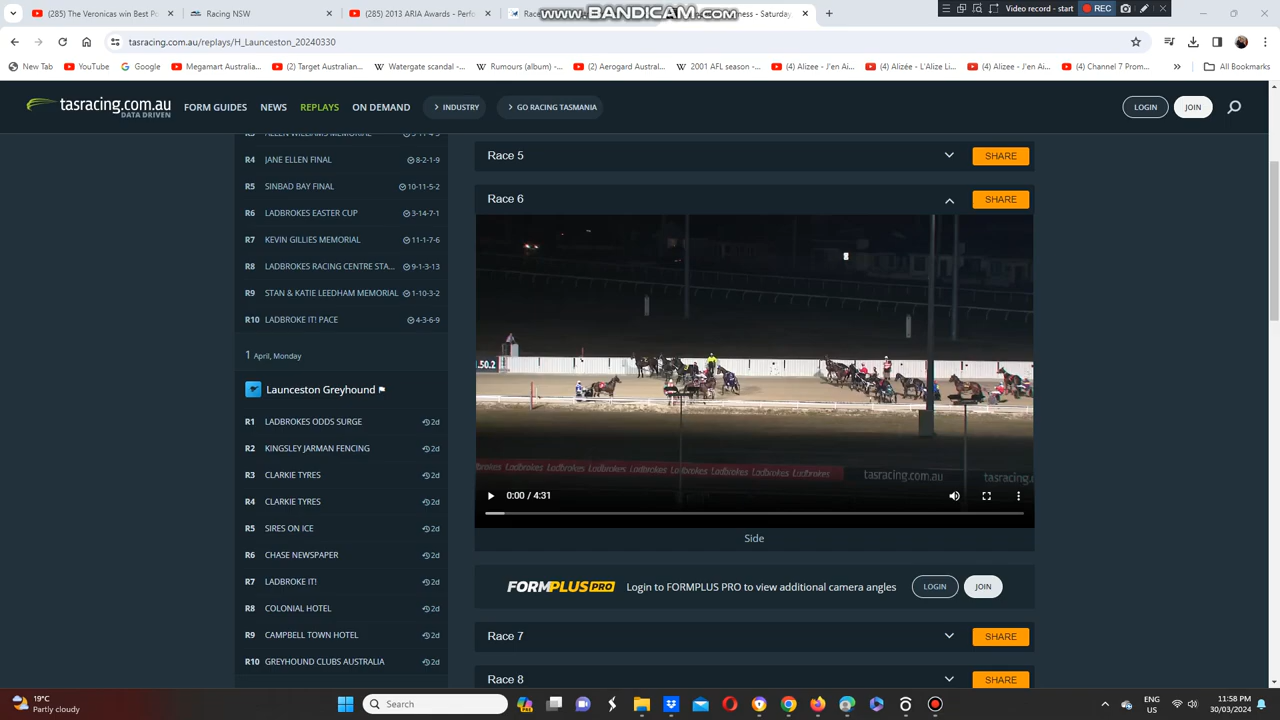 (285) The Veronicas win Best Po
Racing NSW
(285) 2013 ARIA Awards - Perfo
Race
ness - Saturday
www.BANDICAM.com
Video record - start
REC
tasracing.com.au/replays/H_Launceston_20240330
New Tab
YouTube
Google
Megamart Australia...
(2) Target Australian...
Watergate scandal -...
Rumours (album) -...
(2) Aerogard Austral...
2001 AFL season -...
(4) Alizee - J'en Ai...
(4) Alizée - L'Alize Li...
(4) Alizee - J'en Ai...
(4) Channel 7 Prom...
All Bookmarks
tasracing.com.au
DATA DRIVEN
FORM GUIDES
NEWS
REPLAYS
ON DEMAND
INDUSTRY
GO RACING TASMANIA
LOGIN
JOIN
R3 ALLEN WILLIAMS MEMORIAL
R4 JANE ELLEN FINAL 8-2-1-9
R5 SINBAD BAY FINAL 10-11-5-2
R6 LADBROKES EASTER CUP 3-14-7-1
R7 KEVIN GILLIES MEMORIAL 11-1-7-6
R8 LADBROKES RACING CENTRE STA... 9-1-3-13
R9 STAN & KATIE LEEDHAM MEMORIAL 1-10-3-2
R10 LADBROKE IT! PACE 4-3-6-9
1 April, Monday
Launceston Greyhound
R1 LADBROKES ODDS SURGE 2d
R2 KINGSLEY JARMAN FENCING 2d
R3 CLARKIE TYRES 2d
R4 CLARKIE TYRES 2d
R5 SIRES ON ICE 2d
R6 CHASE NEWSPAPER 2d
R7 LADBROKE IT! 2d
R8 COLONIAL HOTEL 2d
R9 CAMPBELL TOWN HOTEL 2d
R10 GREYHOUND CLUBS AUSTRALIA 2d
Race 5
SHARE
Race 6
SHARE
8
.50.2
Ladbrokes Ladbrokes Ladbrokes Ladbrokes Ladbrokes Ladbrokes
tasracing.com.au
tasracing.com
0:00 / 4:31
Side
FORMPLUSPRO
Login to FORMPLUS PRO to view additional camera angles
LOGIN
JOIN
Race 7
SHARE
Race 8
SHARE
19°C
Partly cloudy
Search
ENG
US
11:58 PM
30/03/2024